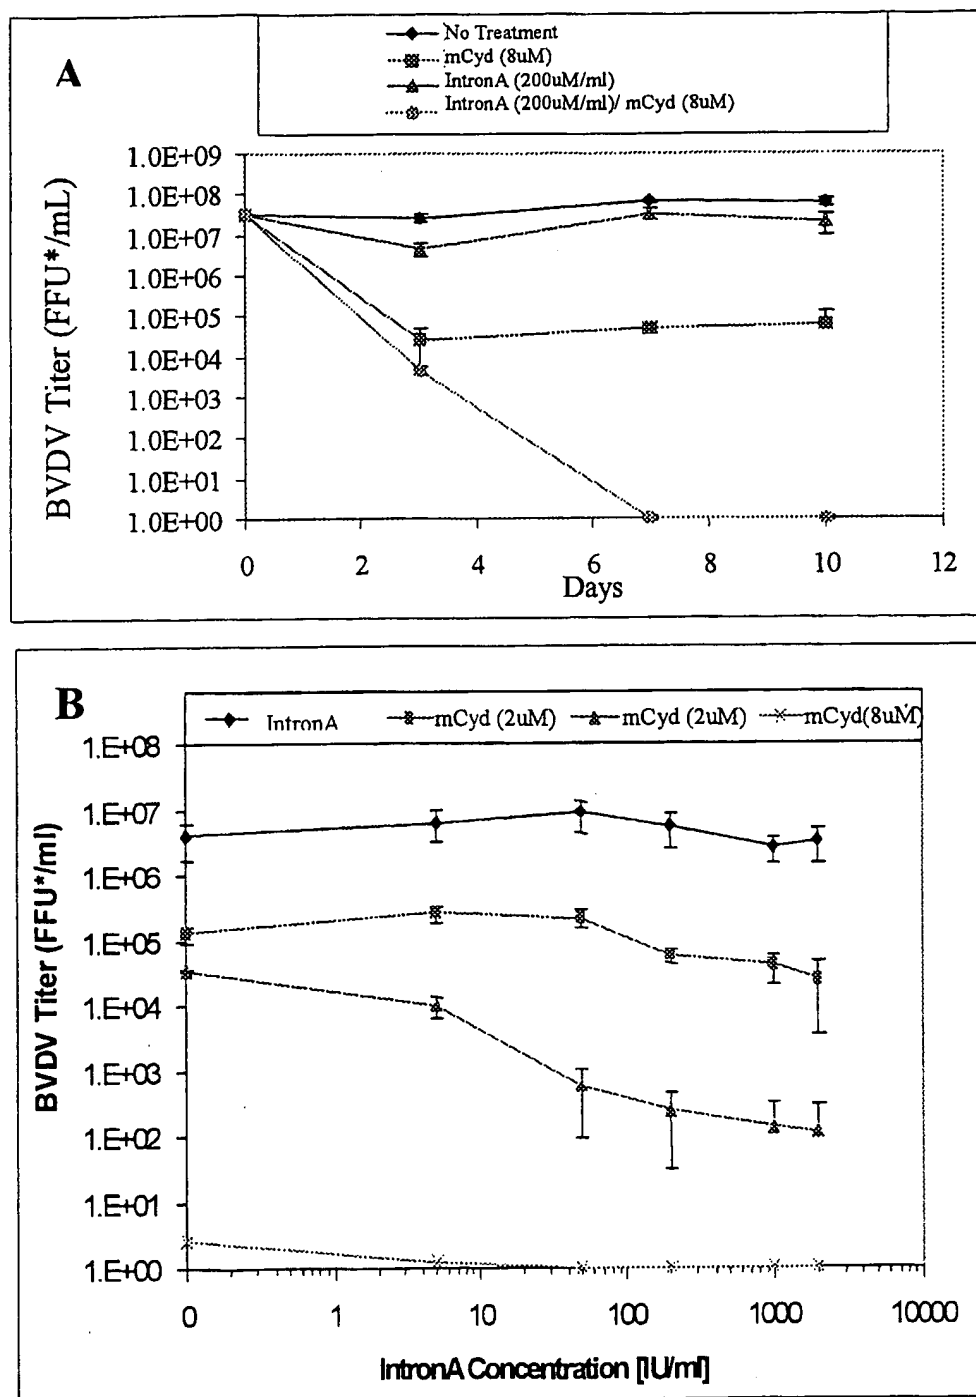 A
No Treatment
mCyd (8uM)
IntronA (200uM/ml)
IntronA (200uM/ml)/ mCyd (8uM)
BVDV Titer (FFU*/mL)
1.0E+09
1.0E+08
1.0E+07
1.0E+06
1.0E+05
1.0E+04
1.0E+03
1.0E+02
1.0E+01
1.0E+00
0 2 4 6 8 10 12
Days
B
IntronA mCyd (2uM) mCyd (2uM) mCyd(8uM)
BVDV Titer (FFU*/ml)
1.E+08
1.E+07
1.E+06
1.E+05
1.E+04
1.E+03
1.E+02
1.E+01
1.E+00
0 1 10 100 1000 10000
IntronA Concentration [IU/ml]